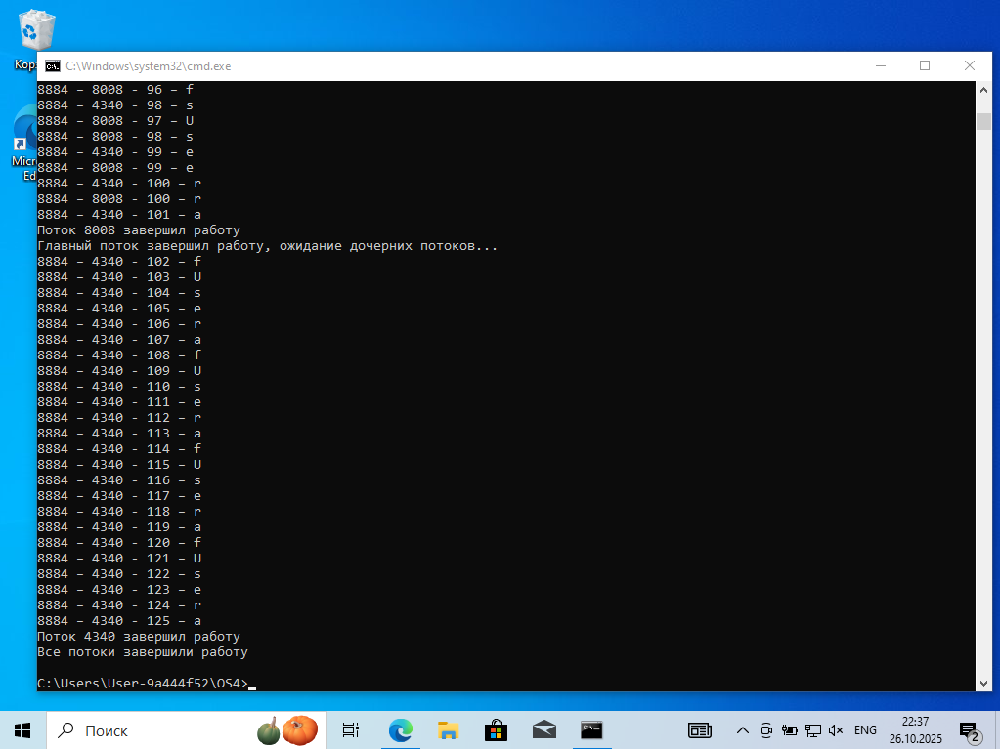 Кор
C:\Windows\system32\cmd.exe
Micr
Ed
8884 – 8008 - 96 – f
8884 – 4340 - 98 – s
8884 – 8008 - 97 – U
8884 – 8008 - 98 – s
8884 – 4340 - 99 – e
8884 – 8008 - 99 – e
8884 – 4340 - 100 – r
8884 – 8008 - 100 – r
8884 – 4340 - 101 – a
Поток 8008 завершил работу
Главный поток завершил работу, ожидание дочерних потоков...
8884 – 4340 - 102 – f
8884 – 4340 - 103 – U
8884 – 4340 - 104 – s
8884 – 4340 - 105 – e
8884 – 4340 - 106 – r
8884 – 4340 - 107 – a
8884 – 4340 - 108 – f
8884 – 4340 - 109 – U
8884 – 4340 - 110 – s
8884 – 4340 - 111 – e
8884 – 4340 - 112 – r
8884 – 4340 - 113 – a
8884 – 4340 - 114 – f
8884 – 4340 - 115 – U
8884 – 4340 - 116 – s
8884 – 4340 - 117 – e
8884 – 4340 - 118 – r
8884 – 4340 - 119 – a
8884 – 4340 - 120 – f
8884 – 4340 - 121 – U
8884 – 4340 - 122 – s
8884 – 4340 - 123 – e
8884 – 4340 - 124 – r
8884 – 4340 - 125 – a
Поток 4340 завершил работу
Все потоки завершили работу
C:\Users\User-9a444f52\OS4>
Поиск
ENG
22:37
26.10.2025
2